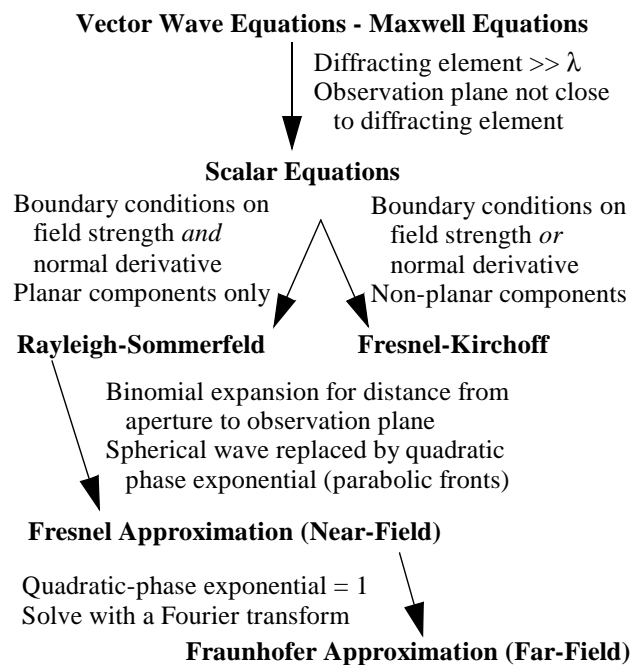 Vector Wave Equations - Maxwell Equations
Diffracting element >> λ
Observation plane not close
to diffracting element
Scalar Equations
Boundary conditions on
field strength and
normal derivative
Planar components only
Boundary conditions on
field strength or
normal derivative
Non-planar components
Rayleigh-Sommerfeld
Fresnel-Kirchoff
Binomial expansion for distance from
aperture to observation plane
Spherical wave replaced by quadratic
phase exponential (parabolic fronts)
Fresnel Approximation (Near-Field)
Quadratic-phase exponential = 1
Solve with a Fourier transform
Fraunhofer Approximation (Far-Field)